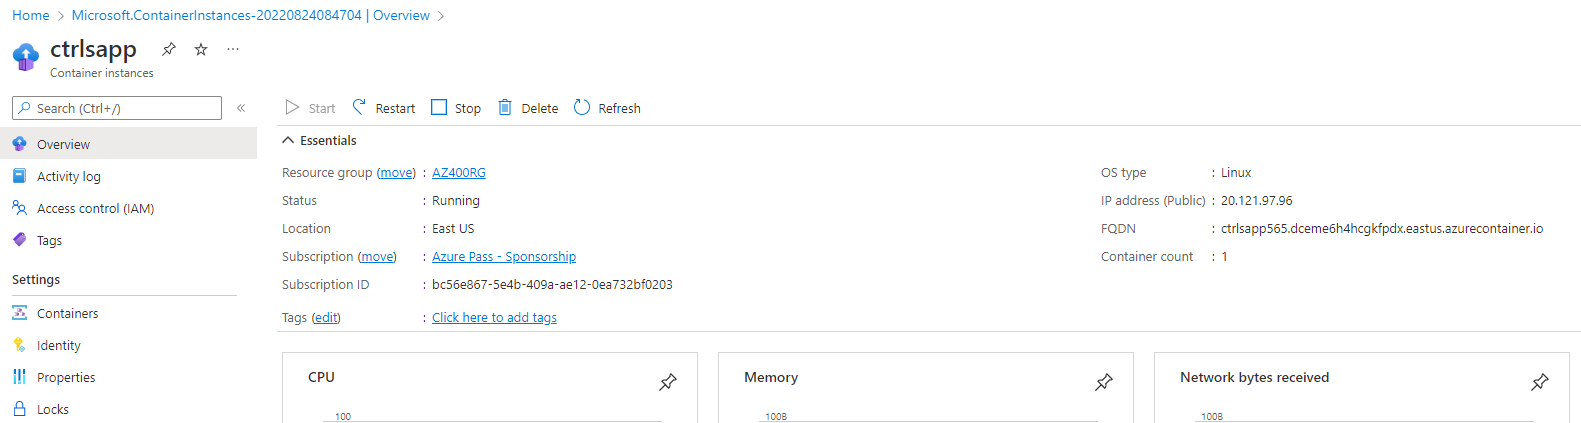 Home > Microsoft.ContainerInstances-20220824084704 | Overview >
ctrlsapp
Container instances
Search (Ctrl+/)
«
Start
Restart
Stop
Delete
Refresh
Overview
Activity log
Access control (IAM)
Tags
Settings
Containers
Identity
Properties
Locks
Essentials
Resource group (move) : AZ400RG
Status : Running
Location : East US
Subscription (move) : Azure Pass - Sponsorship
Subscription ID : bc56e867-5e4b-409a-ae12-0ea732bf0203
Tags (edit) : Click here to add tags
OS type : Linux
IP address (Public) : 20.121.97.96
FQDN : ctrlsapp565.dceme6h4hcgkfpdx.eastus.azurecontainer.io
Container count : 1
CPU
100
Memory
100B
Network bytes received
100B